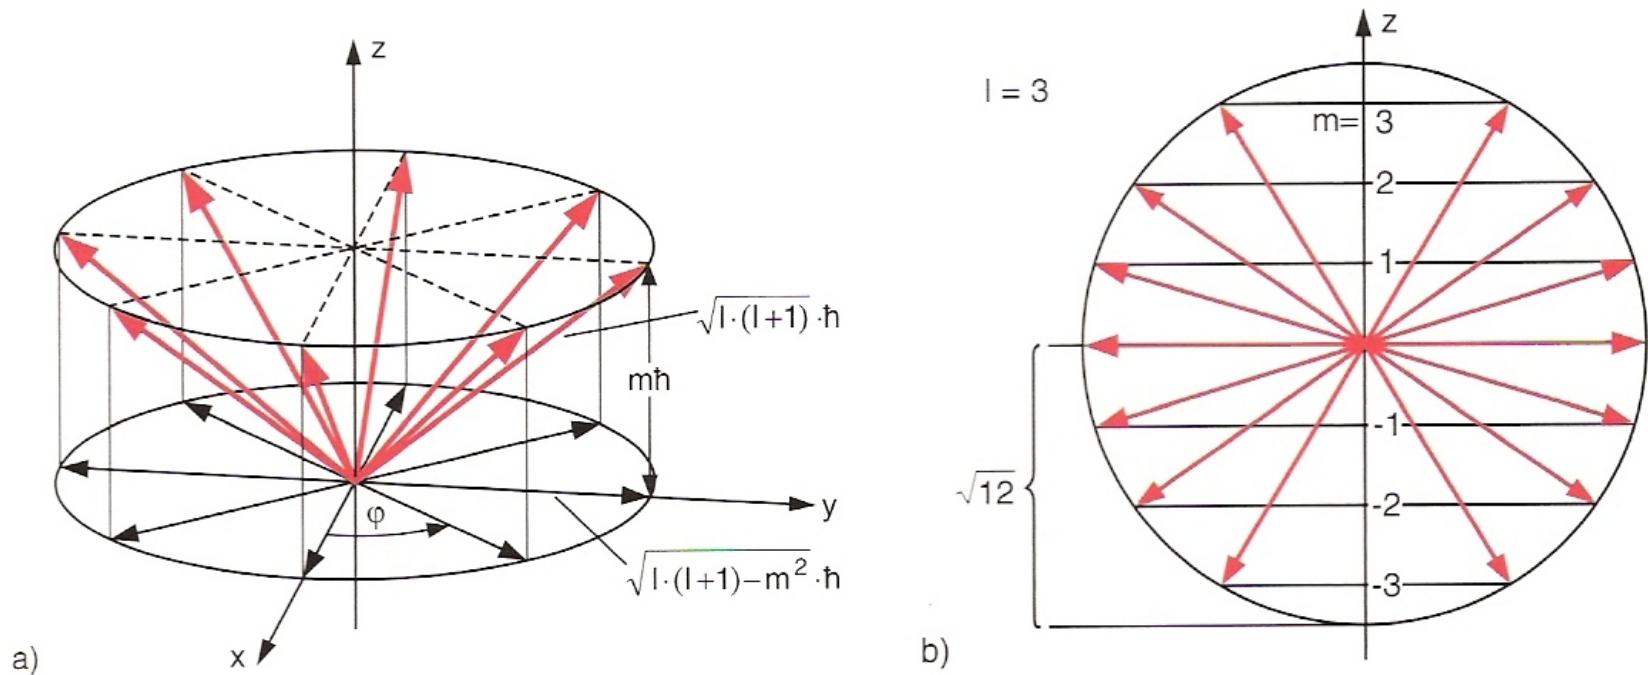 z
√l·(l+1)·ħ
mħ
y
φ
√l·(l+1)−m²·ħ
x
a)
z
l = 3
m= 3
2
1
-1
√12
-2
-3
b)